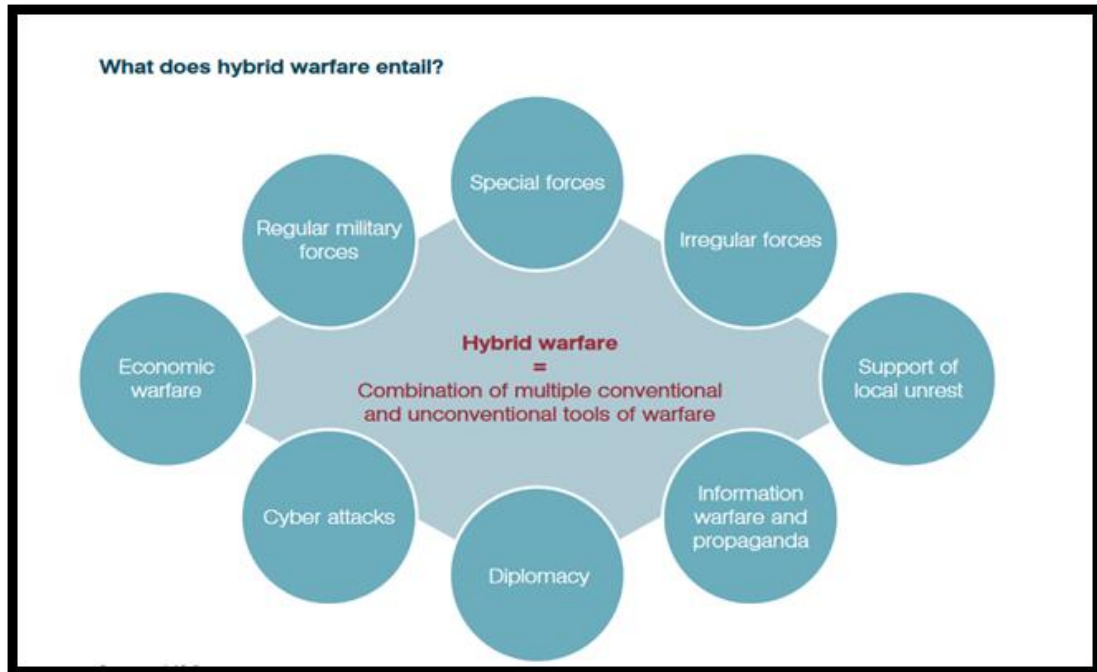 What does hybrid warfare entail?
Special forces
Regular military
forces
Irregular forces
Economic
warfare
Hybrid warfare
=
Combination of multiple conventional
and unconventional tools of warfare
Support of
local unrest
Cyber attacks
Information
warfare and
propaganda
Diplomacy